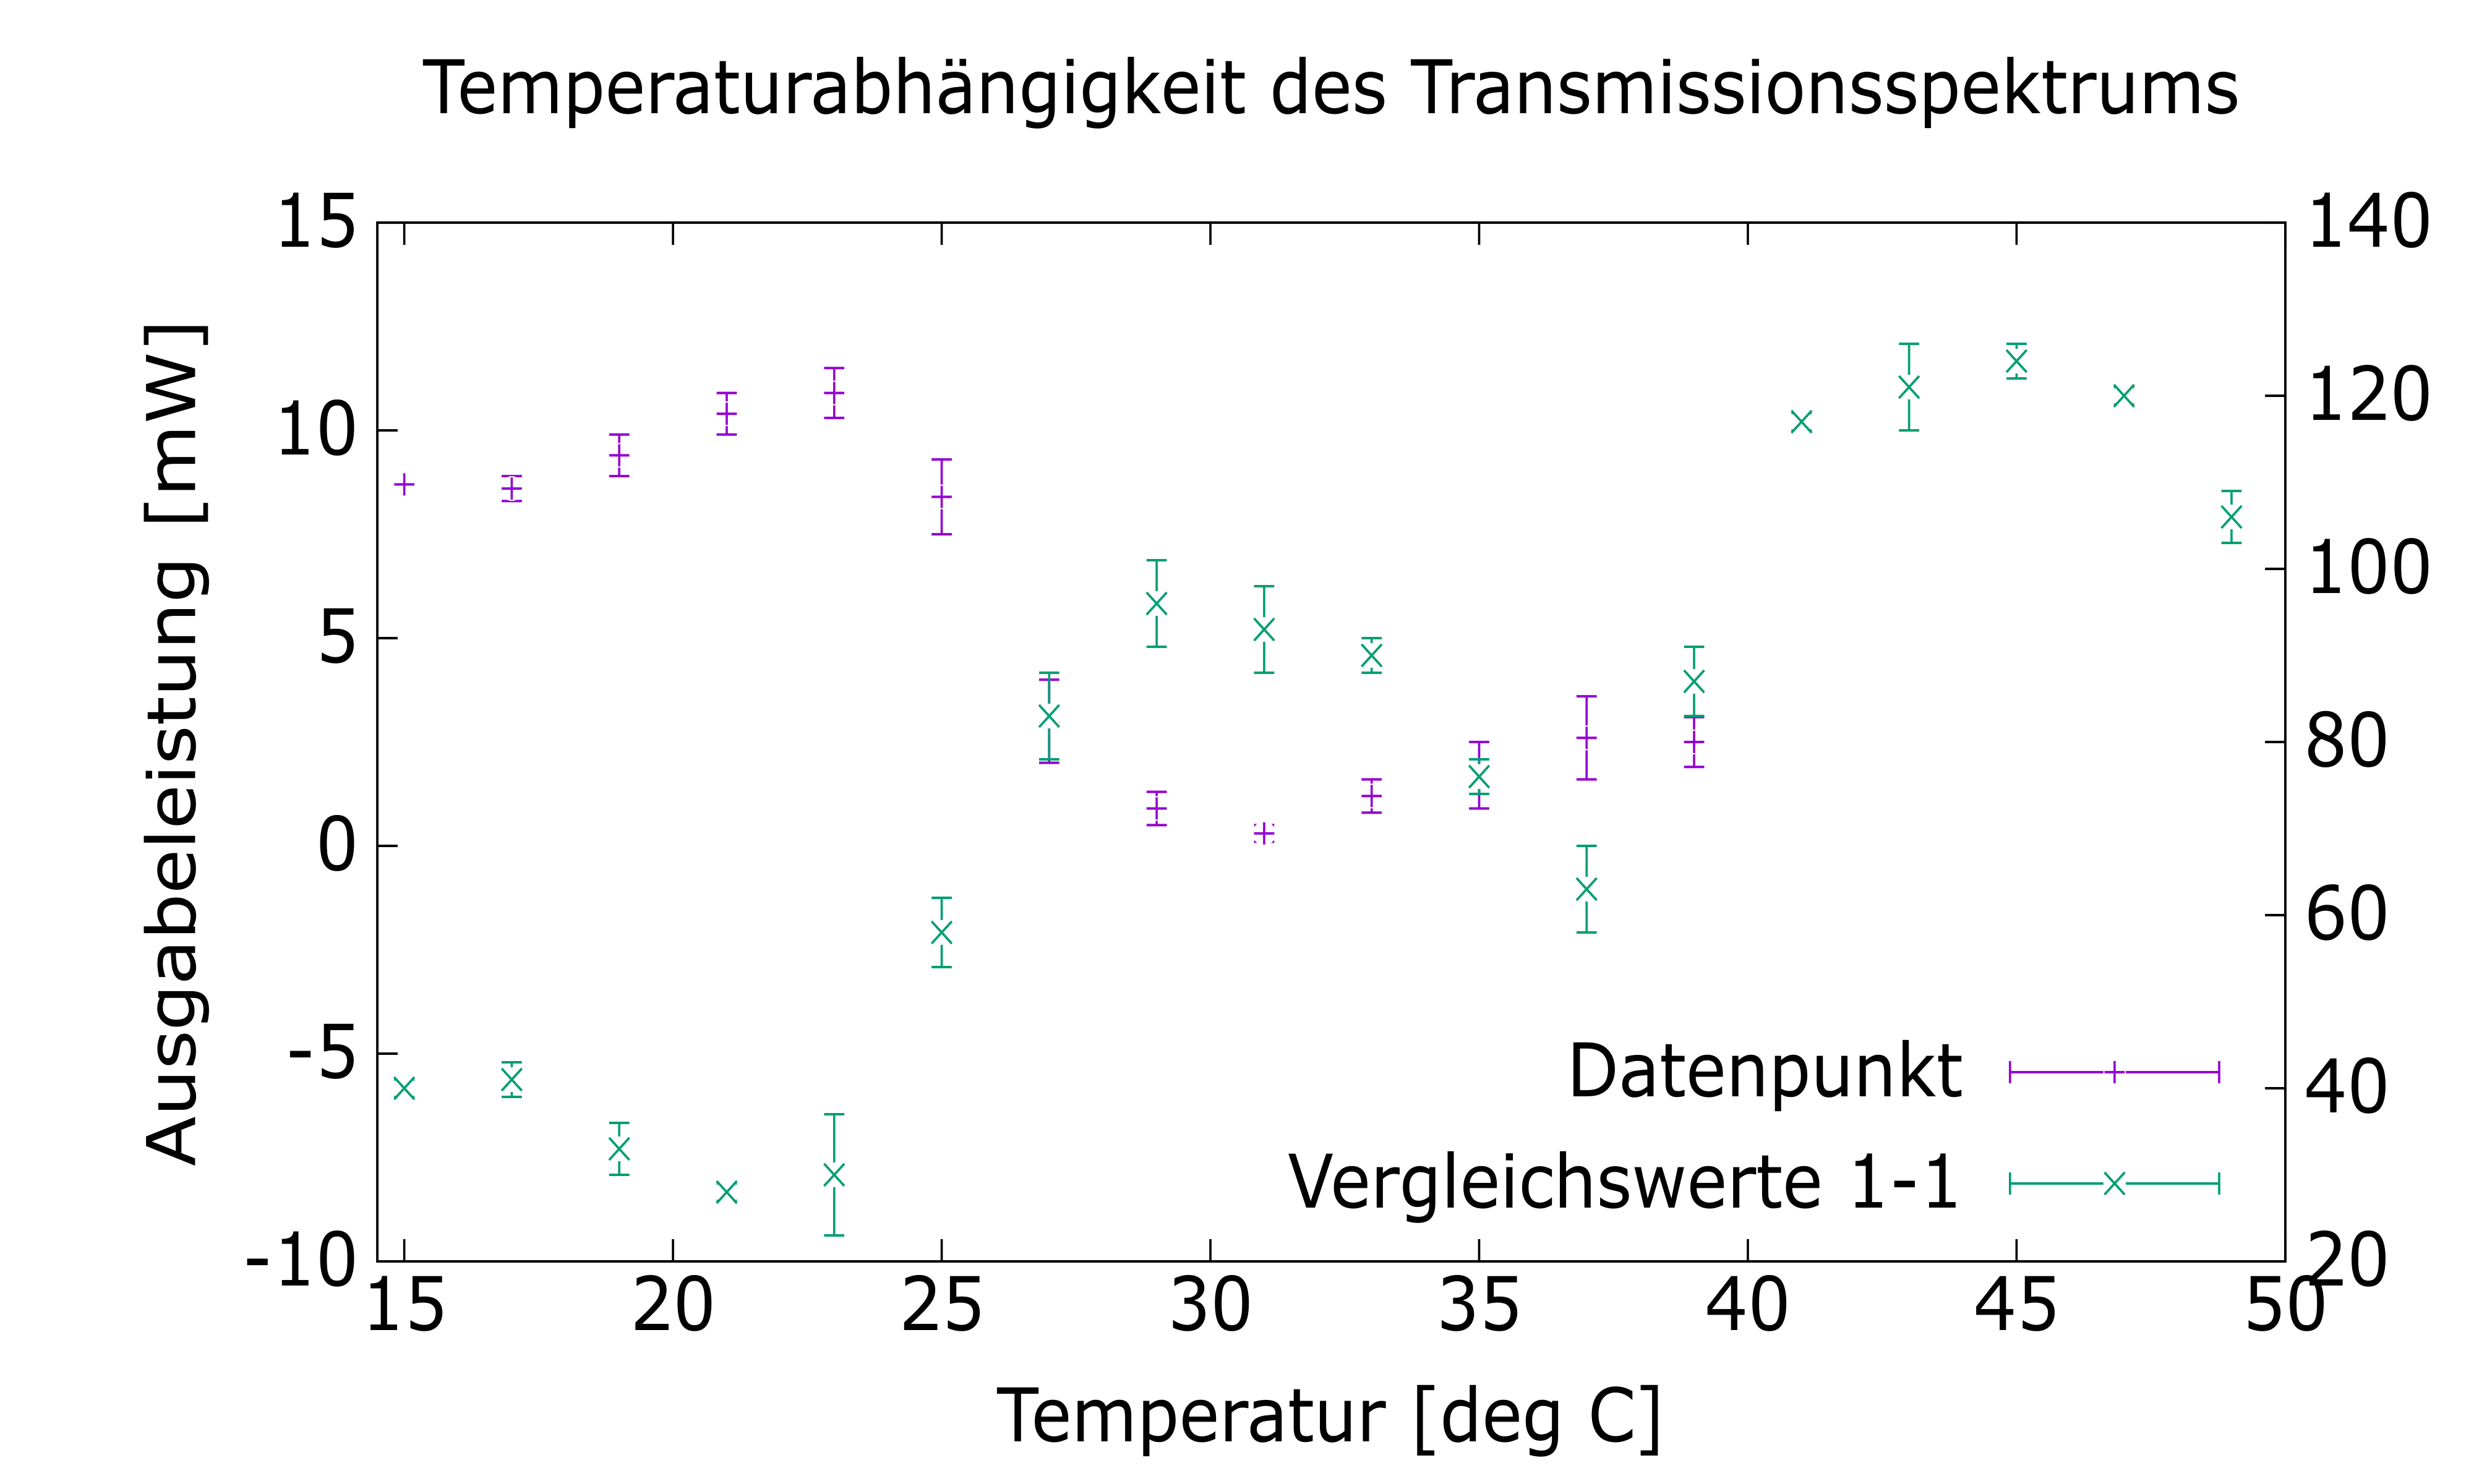 Temperaturabhängigkeit des Transmissionsspektrums
15
10
5
0
-5
-10
Ausgabeleistung [mW]
140
120
100
80
60
40
20
Datenpunkt
Vergleichswerte 1-1
15 20 25 30 35 40 45 50
Temperatur [deg C]